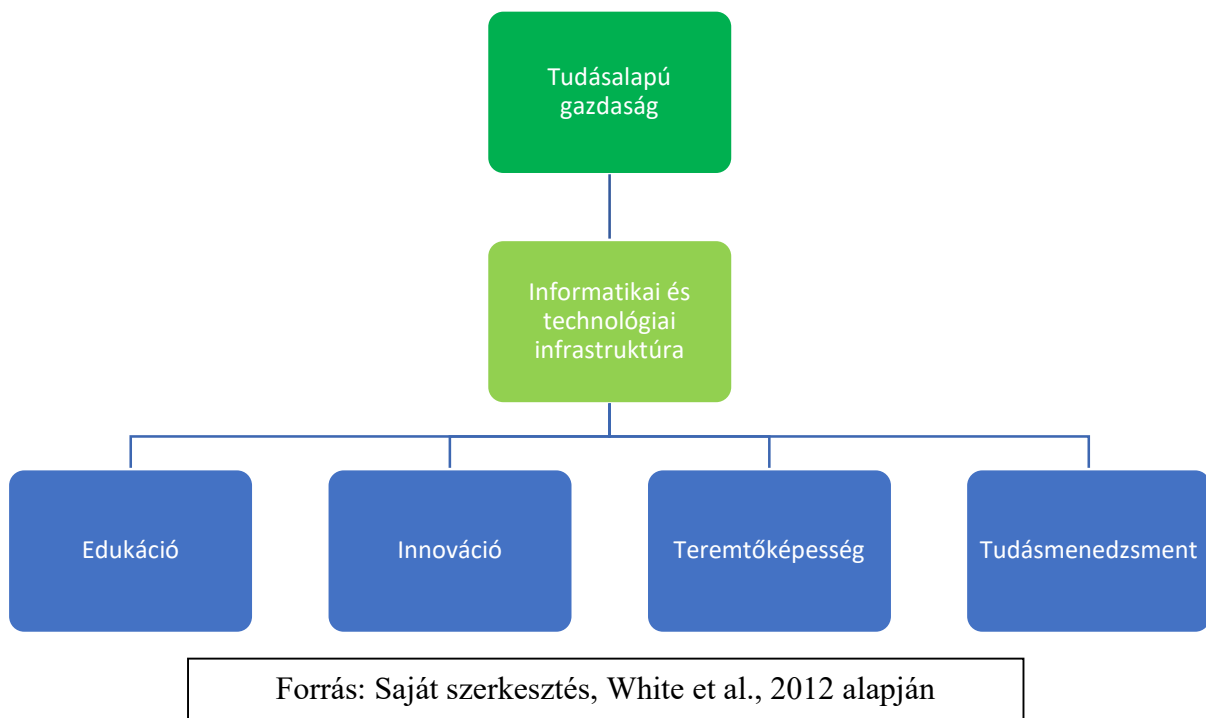 Tudásalapú
gazdaság
Informatikai és
technológiai
infrastruktúra
Edukáció
Innováció
Teremtőképesség
Tudásmenedzsment
Forrás: Saját szerkesztés, White et al., 2012 alapján